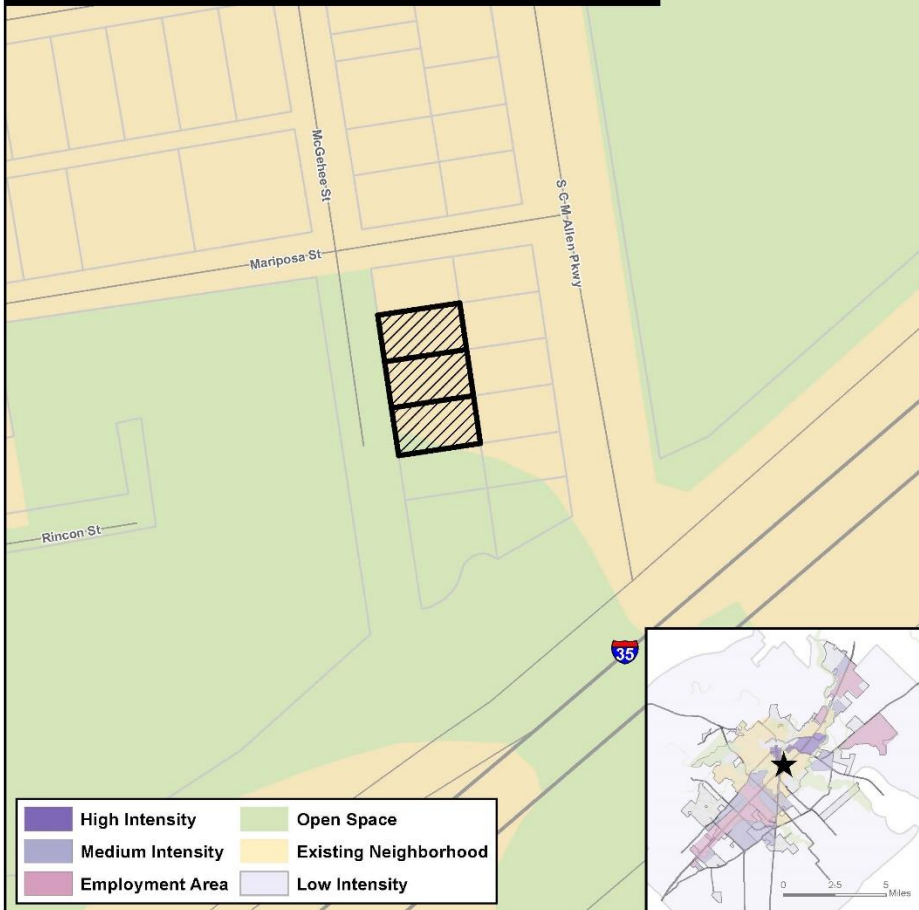 McGehee St
S C M Allen Pkwy
Mariposa St
Rincon St
35
High Intensity
Medium Intensity
Employment Area
Open Space
Existing Neighborhood
Low Intensity
0 2.5 5
Miles